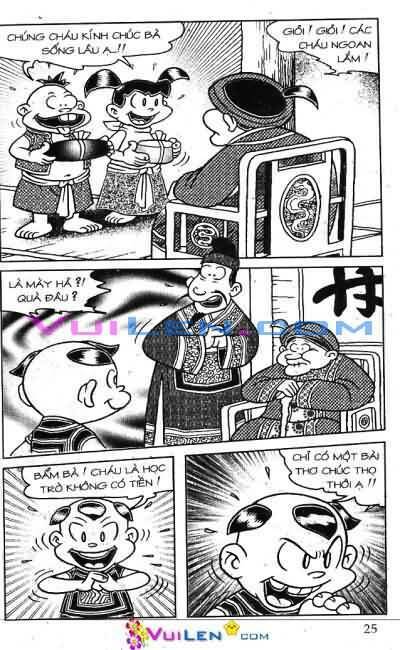 CHÚNG CHÁU KÍNH CHÚC BÀ
SỐNG LÂU Ạ..!!
GIỎI! GIỎI! CÁC
CHÁU NGOAN
LẮM!
LÀ MÀY HẢ?!
QUÀ ĐÂU?
VUILEN.COM
BẨM BÀ! CHÁU LÀ HỌC
TRÒ KHÔNG CÓ TIỀN!
CHỈ CÓ MỘT BÀI
THƠ CHÚC THỌ
THÔI Ạ!!
25
VUILEN.COM